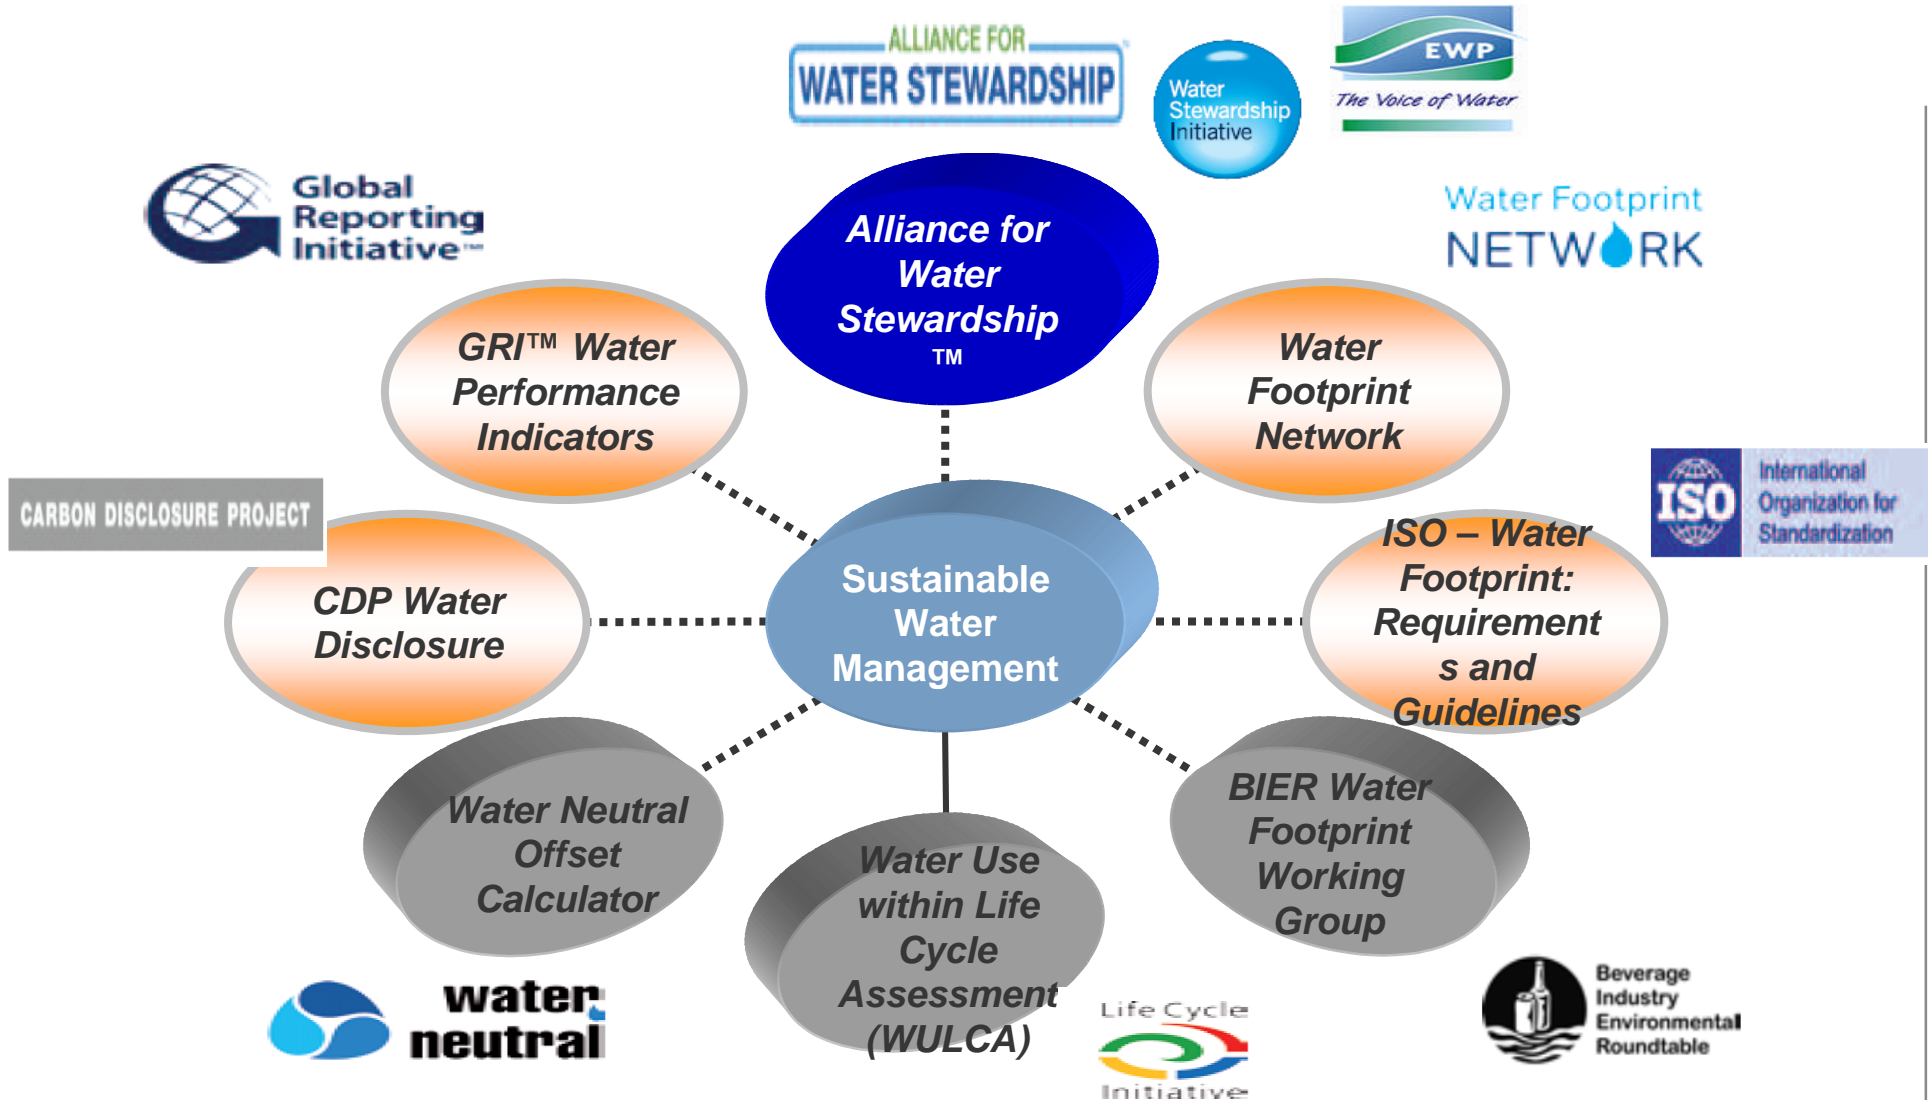 ALLIANCE FOR
WATER STEWARDSHIP
Water
Stewardship
Initiative
EWP
The Voice of Water
Global
Reporting
Initiative™
Water Footprint
NETWORK
Alliance for
Water
Stewardship
TM
GRI™ Water
Performance
Indicators
Water
Footprint
Network
CARBON DISCLOSURE PROJECT
ISO
International
Organization for
Standardization
CDP Water
Disclosure
Sustainable
Water
Management
ISO – Water
Footprint:
Requirement
s and
Guidelines
Water Neutral
Offset
Calculator
Water Use
within Life
Cycle
Assessment
(WULCA)
BIER Water
Footprint
Working
Group
water
neutral
Life Cycle
Initiative
Beverage
Industry
Environmental
Roundtable